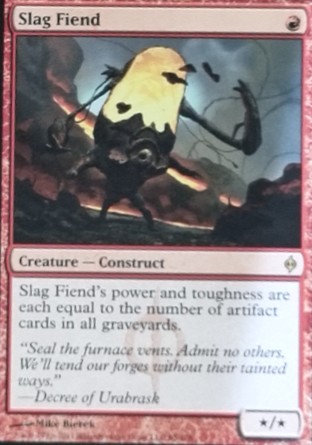 Slag Fiend
Creature — Construct
Slag Fiend's power and toughness are
each equal to the number of artifact
cards in all graveyards.
"Seal the furnace vents. Admit no others.
We'll tend our forges without their tainted
ways."
—Decree of Urabrask
Mike Bierek
*/*